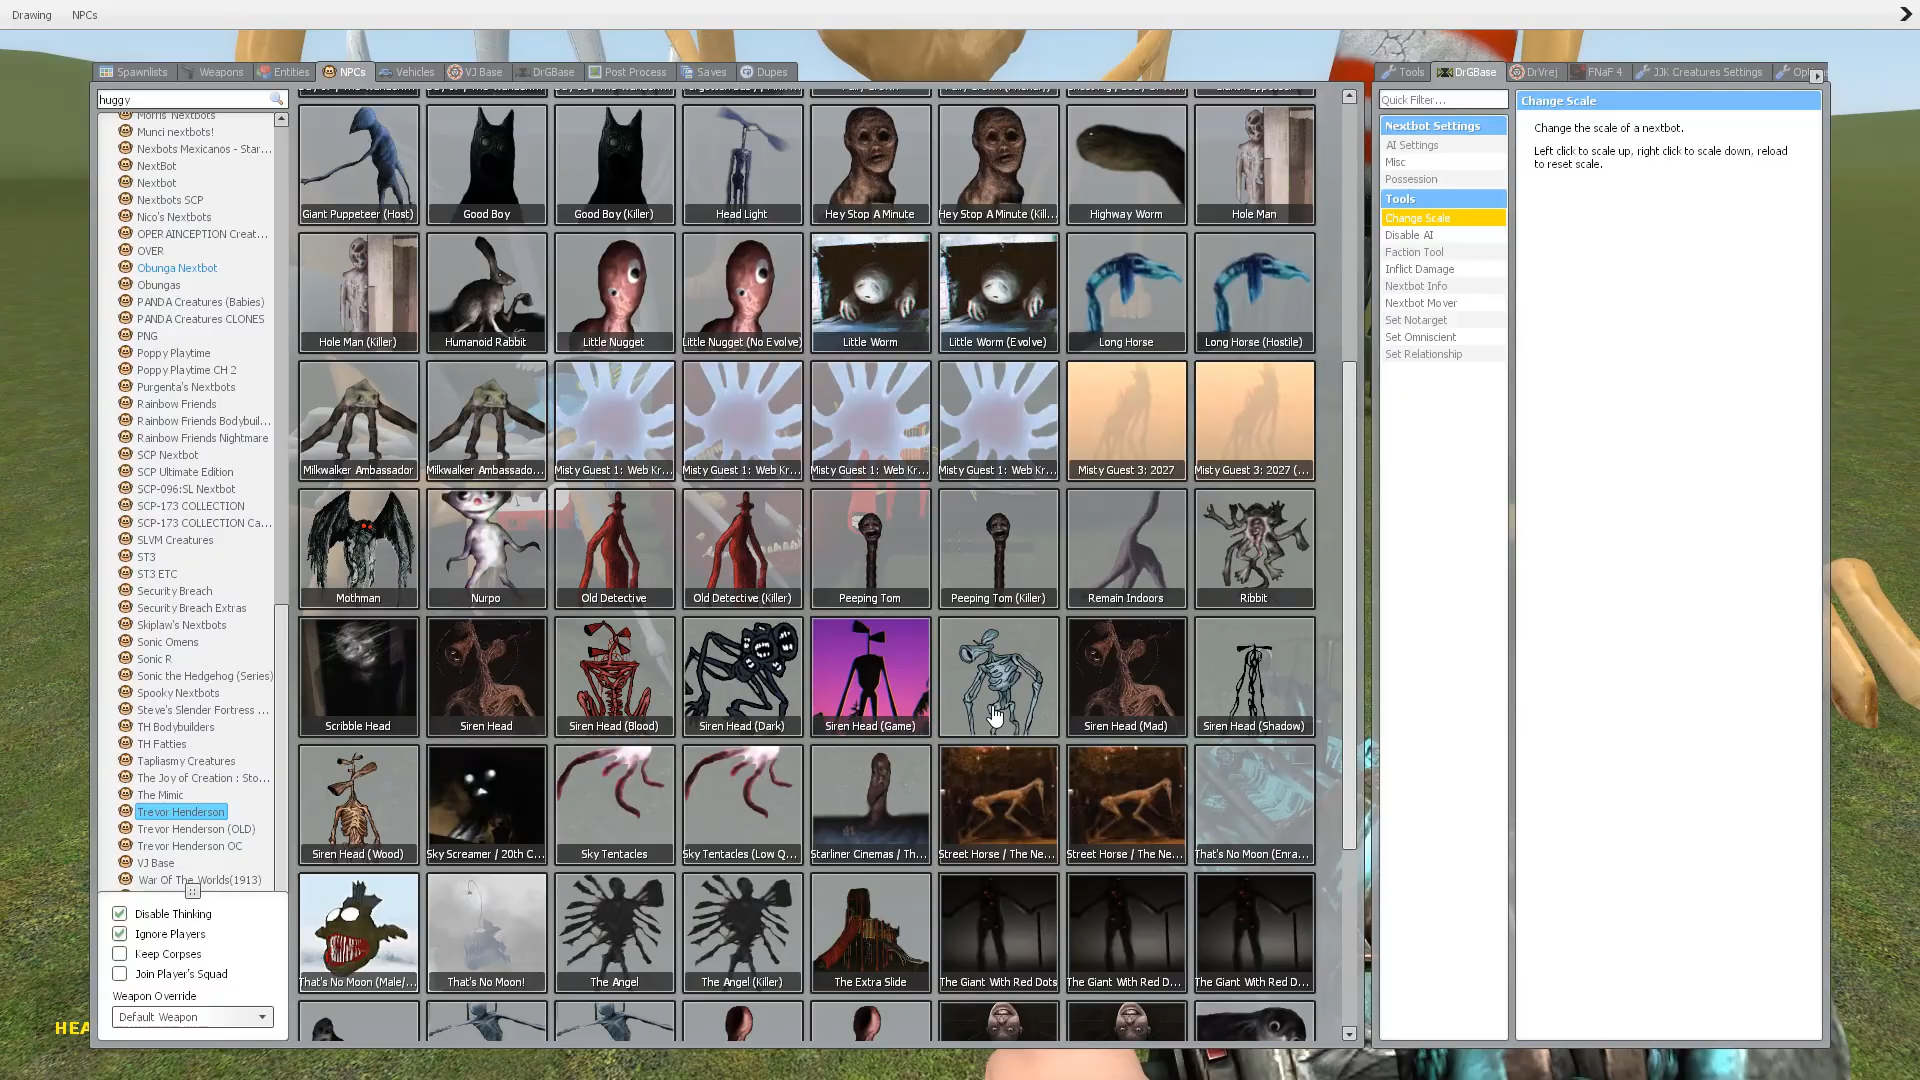 Drawing NPCs
Spawnlists Weapons Entities NPCs Vehicles VJ Base DrGBase Post Process Saves Dupes
Tools DrGBase DrVrej FNaF 4 JJK Creatures Settings
huggy
Morris Nextbots
Munci nextbots!
Nexbots Mexicanos - Star...
NextBot
Nextbot
Nextbots SCP
Nico's Nextbots
OPERAINCEPTION Creat...
OVER
Obunga Nextbot
Obungas
PANDA Creatures (Babies)
PANDA Creatures CLONES
PNG
Poppy Playtime
Poppy Playtime CH 2
Purgenta's Nextbots
Rainbow Friends
Rainbow Friends Bodybuil...
Rainbow Friends Nightmare
SCP Nextbot
SCP Ultimate Edition
SCP-096:SL Nextbot
SCP-173 COLLECTION
SCP-173 COLLECTION Ca...
SLVM Creatures
ST3
ST3 ETC
Security Breach
Security Breach Extras
Skiplaw's Nextbots
Sonic Omens
Sonic R
Sonic the Hedgehog (Series)
Spooky Nextbots
Steve's Slender Fortress ...
TH Bodybuilders
TH Fatties
Tapliasmy Creatures
The Joy of Creation : Sto...
The Mimic
Trevor Henderson
Trevor Henderson (OLD)
Trevor Henderson OC
VJ Base
War Of The Worlds(1913)
Disable Thinking
Ignore Players
Keep Corpses
Join Player's Squad
Weapon Override
Default Weapon
HEA
Giant Puppeteer (Host) Good Boy Good Boy (Killer) Head Light Hey Stop A Minute Hey Stop A Minute (Kill... Highway Worm Hole Man
Hole Man (Killer) Humanoid Rabbit Little Nugget Little Nugget (No Evolve) Little Worm Little Worm (Evolve) Long Horse Long Horse (Hostile)
Milkwalker Ambassador Milkwalker Ambassado... Misty Guest 1: Web Kr... Misty Guest 1: Web Kr... Misty Guest 1: Web Kr... Misty Guest 1: Web Kr... Misty Guest 3: 2027 Misty Guest 3: 2027 (...
Mothman Nurpo Old Detective Old Detective (Killer) Peeping Tom Peeping Tom (Killer) Remain Indoors Ribbit
Scribble Head Siren Head Siren Head (Blood) Siren Head (Dark) Siren Head (Game) Siren Head (Mad) Siren Head (Shadow)
Siren Head (Wood) Sky Screamer / 20th C... Sky Tentacles Sky Tentacles (Low Q... Starliner Cinemas / Th... Street Horse / The Ne... Street Horse / The Ne... That's No Moon (Enra...
That's No Moon (Male/... That's No Moon! The Angel The Angel (Killer) The Extra Slide The Giant With Red Dots The Giant With Red D... The Giant With Red D...
Quick Filter...
Nextbot Settings
AI Settings
Misc
Possession
Tools
Change Scale
Disable AI
Faction Tool
Inflict Damage
Nextbot Info
Nextbot Mover
Set Notarget
Set Omniscient
Set Relationship
Change Scale
Change the scale of a nextbot.
Left click to scale up, right click to scale down, reload
to reset scale.